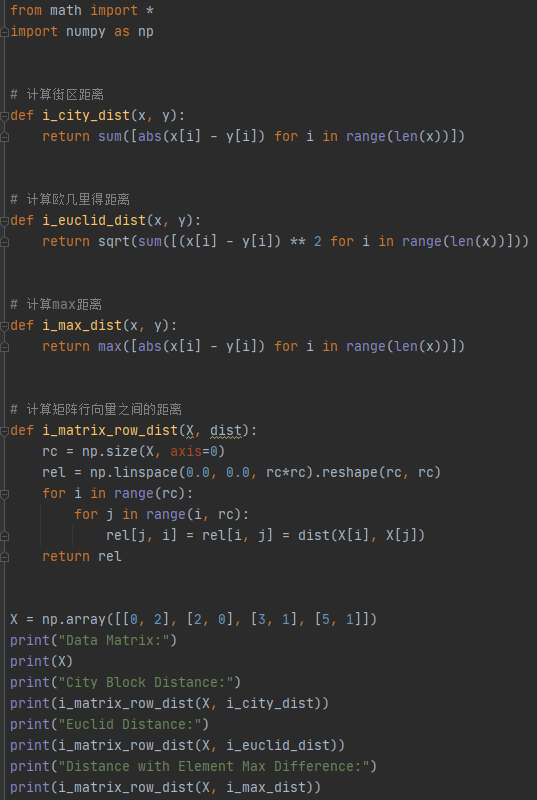 from math import *
import numpy as np
# 计算街区距离
def i_city_dist(x, y):
    return sum([abs(x[i] - y[i]) for i in range(len(x))])
# 计算欧几里得距离
def i_euclid_dist(x, y):
    return sqrt(sum([(x[i] - y[i]) ** 2 for i in range(len(x))]))
# 计算max距离
def i_max_dist(x, y):
    return max([abs(x[i] - y[i]) for i in range(len(x))])
# 计算矩阵行向量之间的距离
def i_matrix_row_dist(X, dist):
    rc = np.size(X, axis=0)
    rel = np.linspace(0.0, 0.0, rc*rc).reshape(rc, rc)
    for i in range(rc):
        for j in range(i, rc):
            rel[j, i] = rel[i, j] = dist(X[i], X[j])
    return rel
X = np.array([[0, 2], [2, 0], [3, 1], [5, 1]])
print("Data Matrix:")
print(X)
print("City Block Distance:")
print(i_matrix_row_dist(X, i_city_dist))
print("Euclid Distance:")
print(i_matrix_row_dist(X, i_euclid_dist))
print("Distance with Element Max Difference:")
print(i_matrix_row_dist(X, i_max_dist))